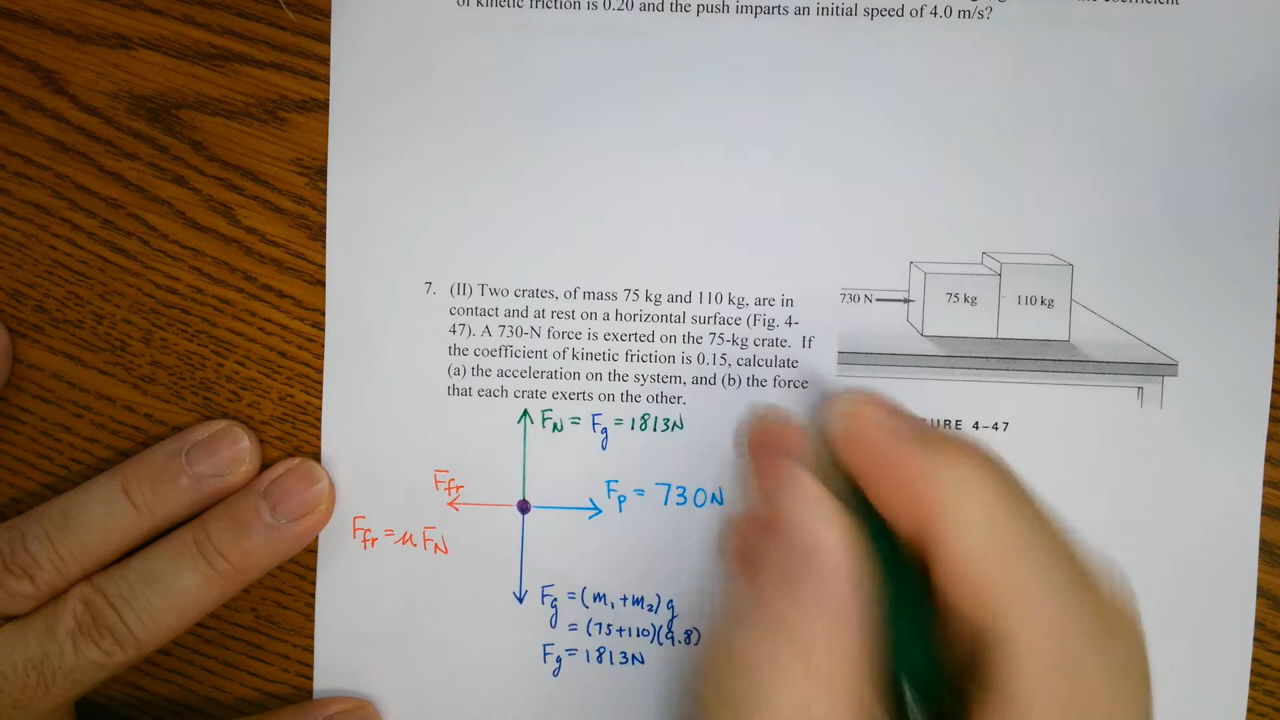 of kinetic friction is 0.20 and the push imparts an initial speed of 4.0 m/s?
7. (II) Two crates, of mass 75 kg and 110 kg, are in
contact and at rest on a horizontal surface (Fig. 4-
47). A 730-N force is exerted on the 75-kg crate. If
the coefficient of kinetic friction is 0.15, calculate
(a) the acceleration on the system, and (b) the force
that each crate exerts on the other.
730 N
75 kg
110 kg
URE 4-47
FN = Fg = 1813N
Ffr
Fp = 730N
Ffr = μ FN
Fg = (m1 + m2) g
= (75+110)(9.8)
Fg = 1813N